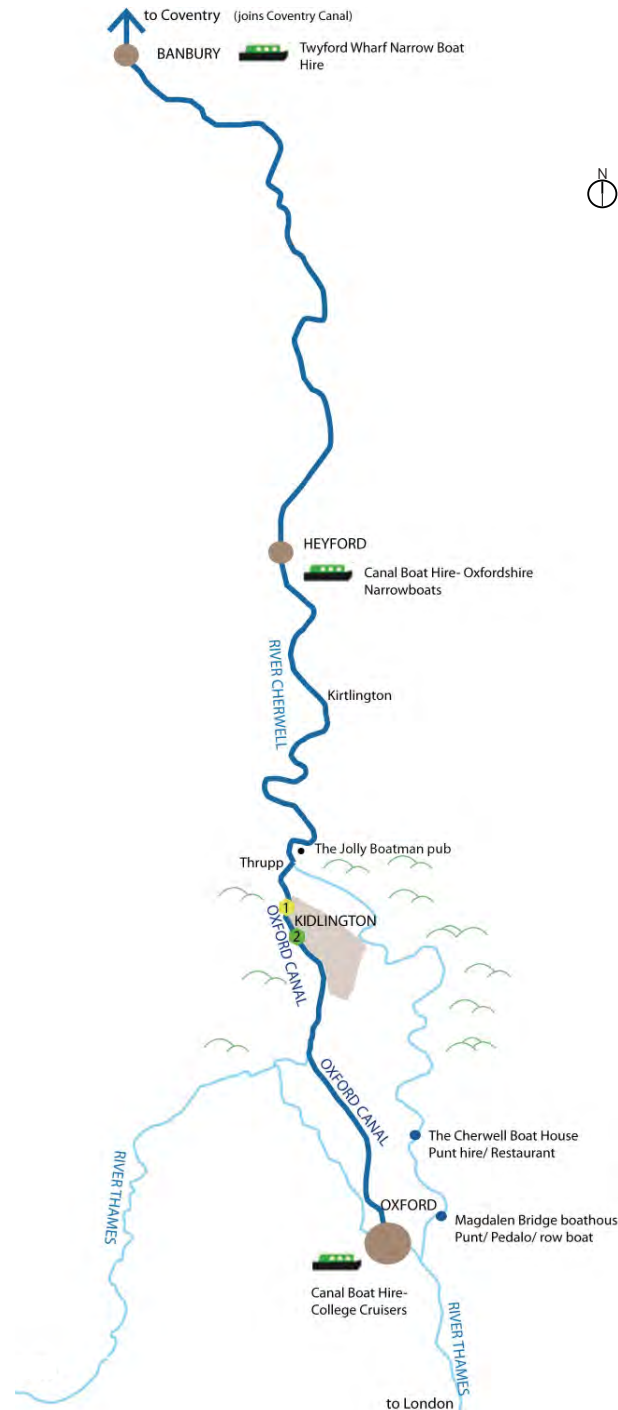 to Coventry (joins Coventry Canal)
BANBURY
Twyford Wharf Narrow Boat
Hire
N
HEYFORD
Canal Boat Hire- Oxfordshire
Narrowboats
RIVER CHERWELL
Kirtlington
The Jolly Boatman pub
Thrupp
1
KIDLINGTON
2
OXFORD CANAL
OXFORD CANAL
The Cherwell Boat House
Punt hire/ Restaurant
RIVER THAMES
OXFORD
Magdalen Bridge boathous
Punt/ Pedalo/ row boat
Canal Boat Hire-
College Cruisers
RIVER THAMES
to London